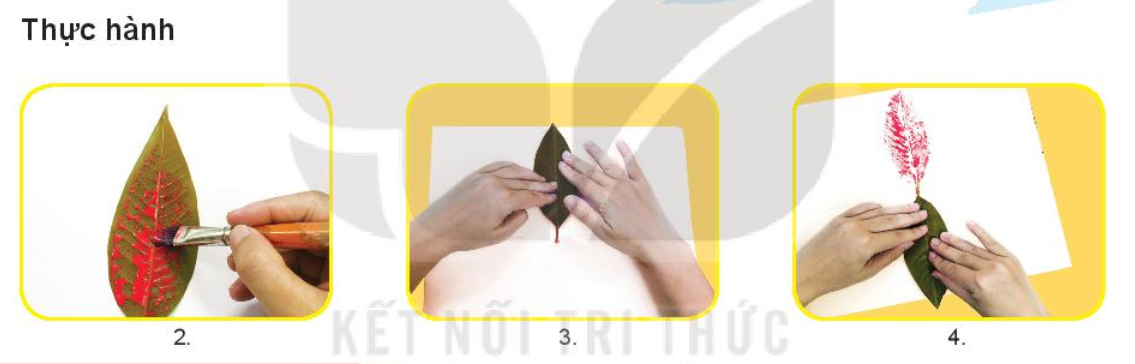 Thực hành
KẾT NỐI TRI THỨC
2.
3.
4.